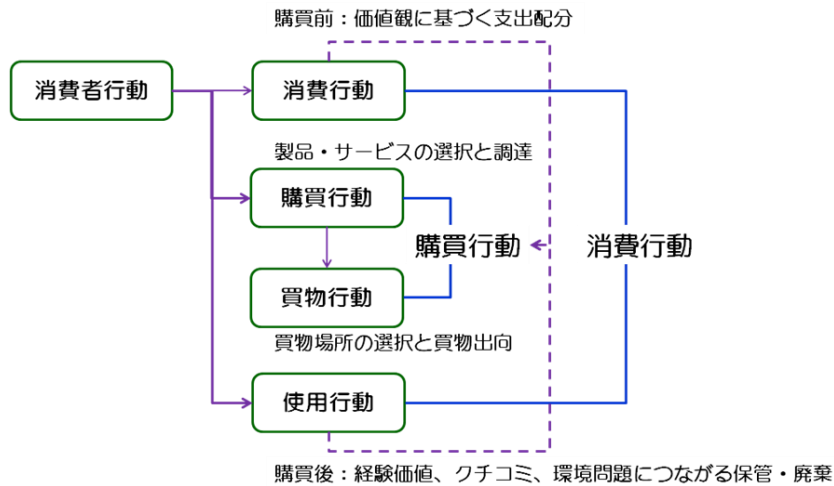 購買前：価値観に基づく支出配分
消費者行動
消費行動
製品・サービスの選択と調達
購買行動
購買行動
消費行動
買物行動
買物場所の選択と買物出向
使用行動
購買後：経験価値、クチコミ、環境問題につながる保管・廃棄